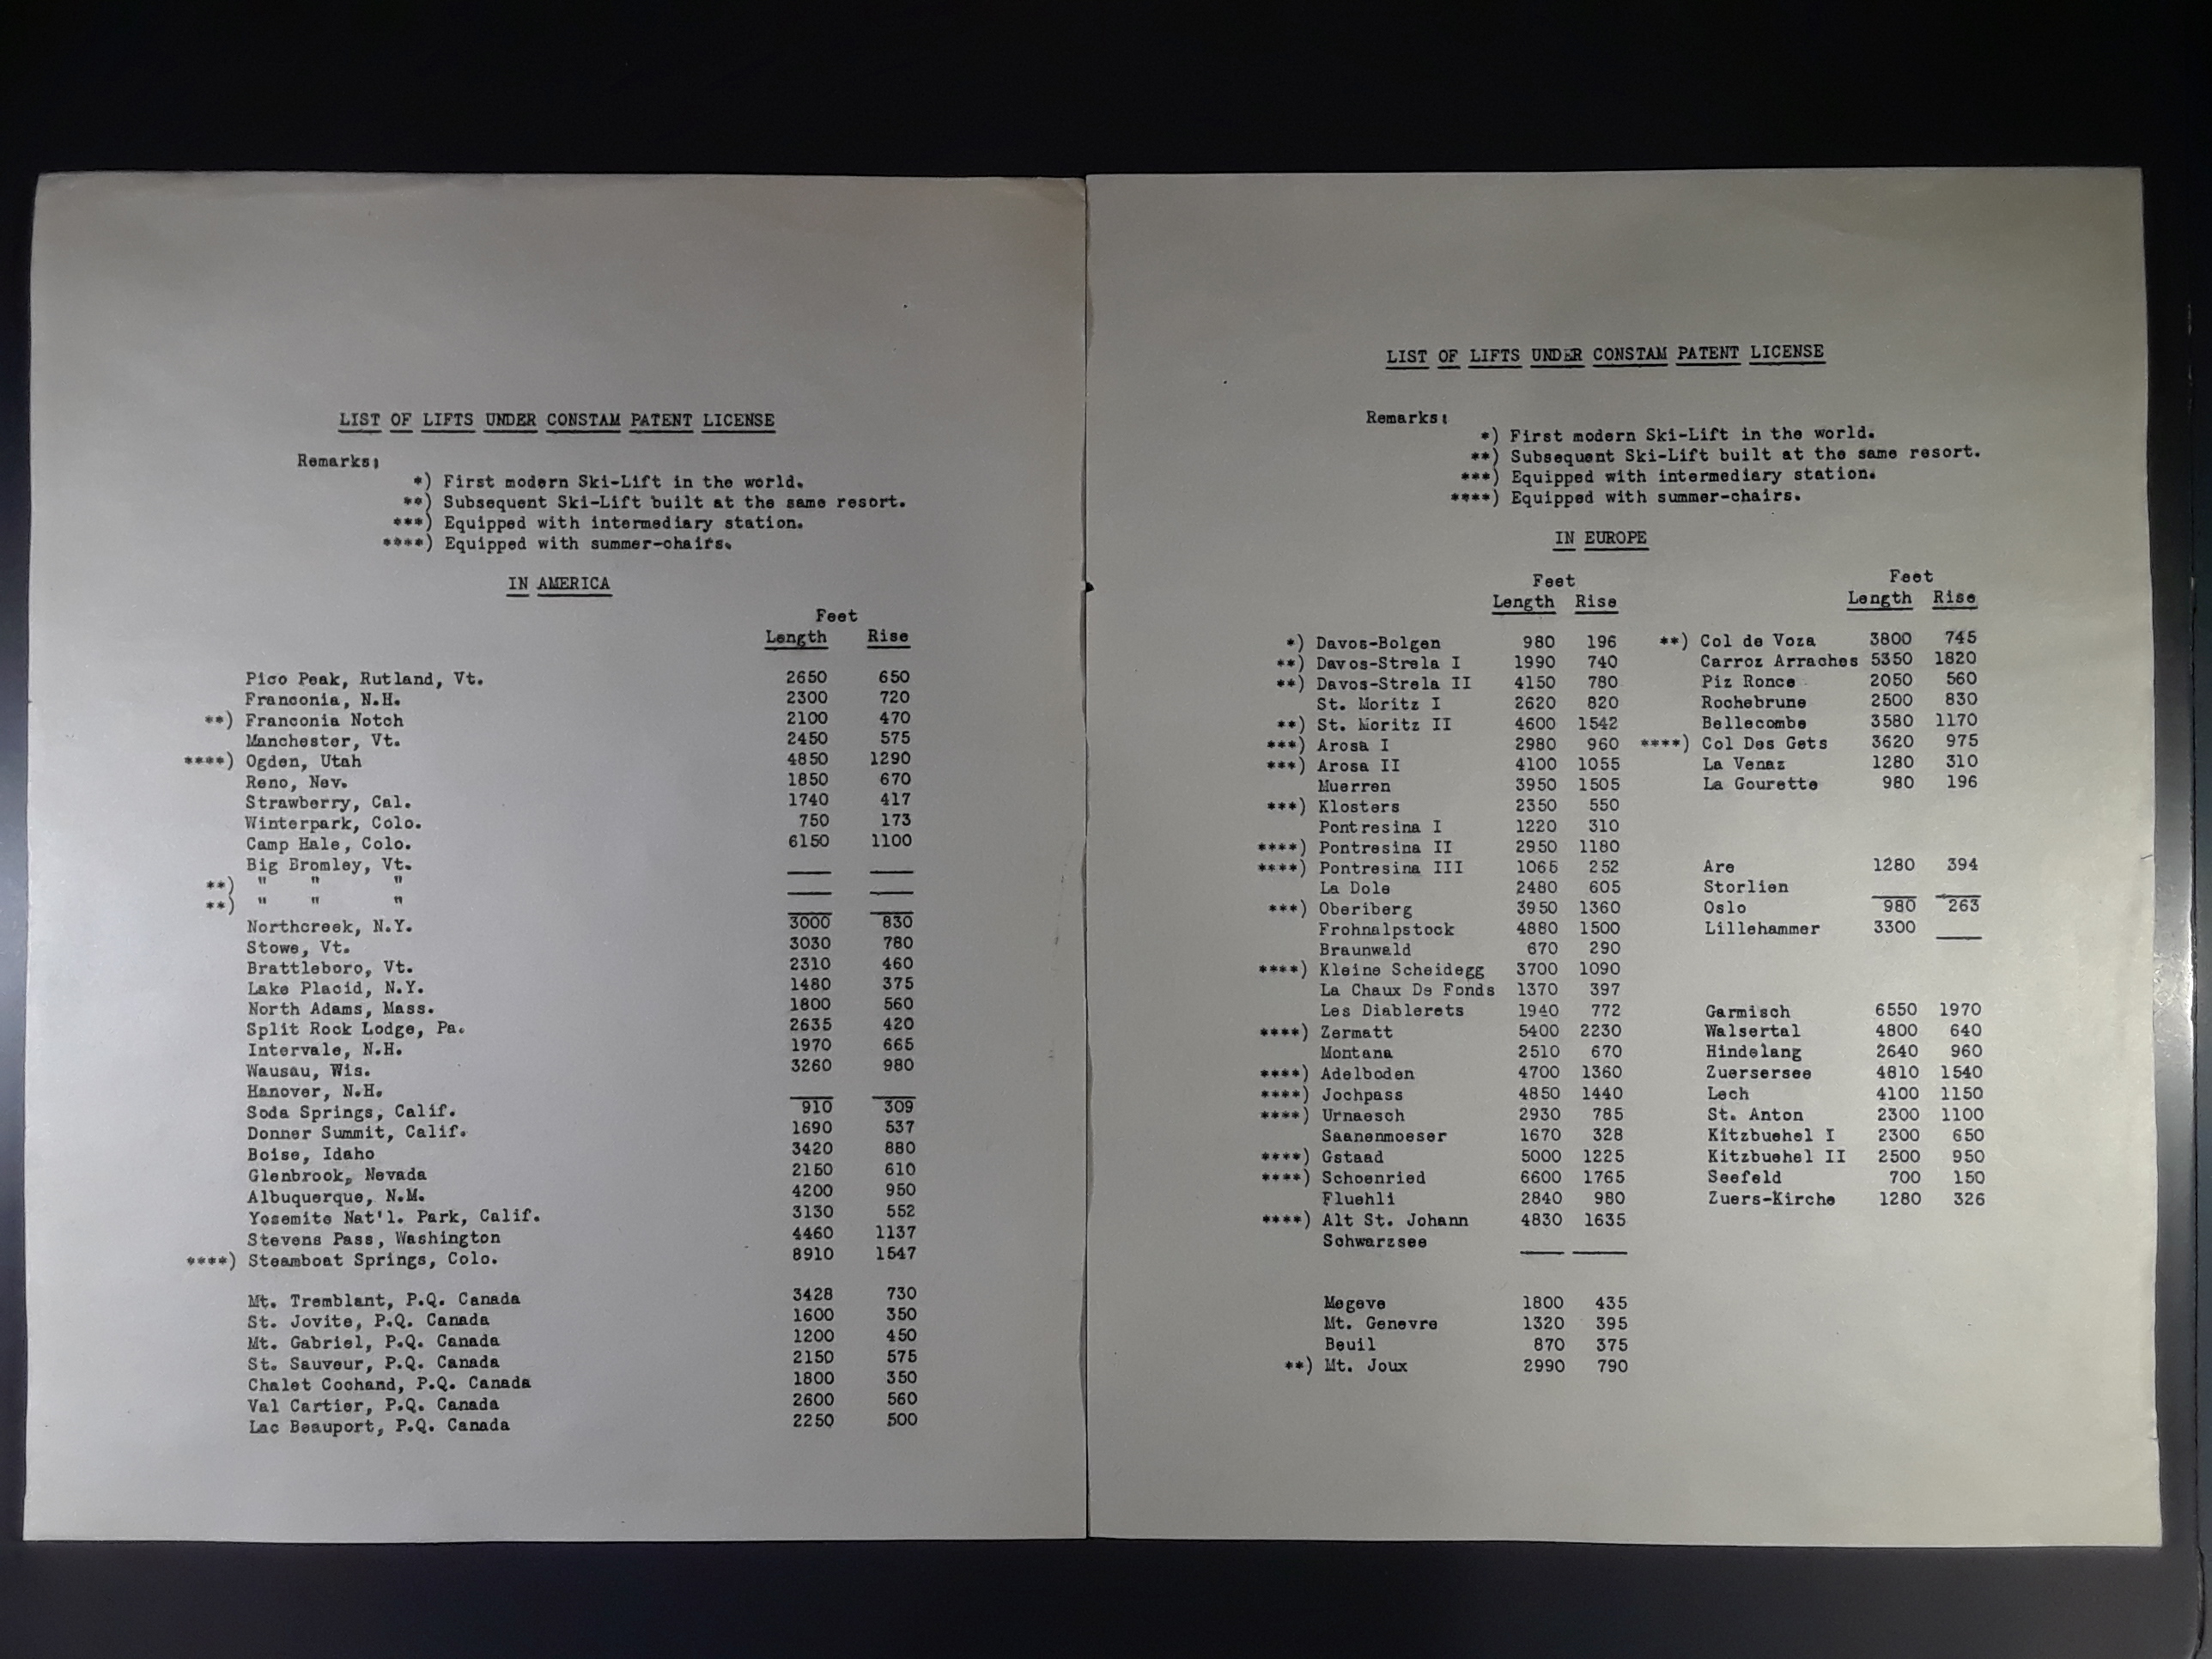 LIST OF LIFTS UNDER CONSTAM PATENT LICENSE
Remarks:
*) First modern Ski-Lift in the world.
**) Subsequent Ski-Lift built at the same resort.
***) Equipped with intermediary station.
****) Equipped with summer-chairs.
IN AMERICA
Feet
Length Rise
Pico Peak, Rutland, Vt. 2650 650
Franconia, N.H. 2300 720
**) Franconia Notch 2100 470
Manchester, Vt. 2450 575
****) Ogden, Utah 4850 1290
Reno, Nev. 1850 670
Strawberry, Cal. 1740 417
Winterpark, Colo. 750 173
Camp Hale, Colo. 6150 1100
Big Bromley, Vt. ____ ____
**) " " " ____ ____
**) " " " ____ ____
Northcreek, N.Y. 3000 830
Stowe, Vt. 3030 780
Brattleboro, Vt. 2310 460
Lake Placid, N.Y. 1480 375
North Adams, Mass. 1800 560
Split Rock Lodge, Pa. 2635 420
Intervale, N.H. 1970 665
Wausau, Wis. 3260 980
Hanover, N.H. ____ ____
Soda Springs, Calif. 910 309
Donner Summit, Calif. 1690 537
Boise, Idaho 3420 880
Glenbrook, Nevada 2150 610
Albuquerque, N.M. 4200 950
Yosemite Nat'l. Park, Calif. 3130 552
Stevens Pass, Washington 4460 1137
****) Steamboat Springs, Colo. 8910 1547
Mt. Tremblant, P.Q. Canada 3428 730
St. Jovite, P.Q. Canada 1600 350
Mt. Gabriel, P.Q. Canada 1200 450
St. Sauveur, P.Q. Canada 2150 575
Chalet Cochand, P.Q. Canada 1800 350
Val Cartier, P.Q. Canada 2600 560
Lac Beauport, P.Q. Canada 2250 500
LIST OF LIFTS UNDER CONSTAM PATENT LICENSE
Remarks:
*) First modern Ski-Lift in the world.
**) Subsequent Ski-Lift built at the same resort.
***) Equipped with intermediary station.
****) Equipped with summer-chairs.
IN EUROPE
Feet
Length Rise
*) Davos-Bolgen 980 196
**) Davos-Strela I 1990 740
**) Davos-Strela II 4150 780
St. Moritz I 2620 820
**) St. Moritz II 4600 1542
***) Arosa I 2980 960
***) Arosa II 4100 1055
Muerren 3950 1505
***) Klosters 2350 550
Pontresina I 1220 310
****) Pontresina II 2950 1180
****) Pontresina III 1065 252
La Dole 2480 605
***) Oberiberg 3950 1360
Frohnalpstock 4880 1500
Braunwald 670 290
****) Kleine Scheidegg 3700 1090
La Chaux De Fonds 1370 397
Les Diablerets 1940 772
****) Zermatt 5400 2230
Montana 2510 670
****) Adelboden 4700 1360
****) Jochpass 4850 1440
****) Urnaesch 2930 785
Saanenmoeser 1670 328
****) Gstaad 5000 1225
****) Schoenried 6600 1765
Fluehli 2840 980
****) Alt St. Johann 4830 1635
Schwarzsee ____ ____
Megeve 1800 435
Mt. Genevre 1320 395
Beuil 870 375
**) Mt. Joux 2990 790
Feet
Length Rise
**) Col de Voza 3800 745
Carroz Arraches 5350 1820
Piz Ronce 2050 560
Rochebrune 2500 830
Bellecombe 3580 1170
****) Col Des Gets 3620 975
La Venaz 1280 310
La Gourette 980 196
Are 1280 394
Storlien ____ ____
Oslo 980 263
Lillehammer 3300 ____
Garmisch 6550 1970
Walsertal 4800 640
Hindelang 2640 960
Zuersersee 4810 1540
Lech 4100 1150
St. Anton 2300 1100
Kitzbuehel I 2300 650
Kitzbuehel II 2500 950
Seefeld 700 150
Zuers-Kirche 1280 326